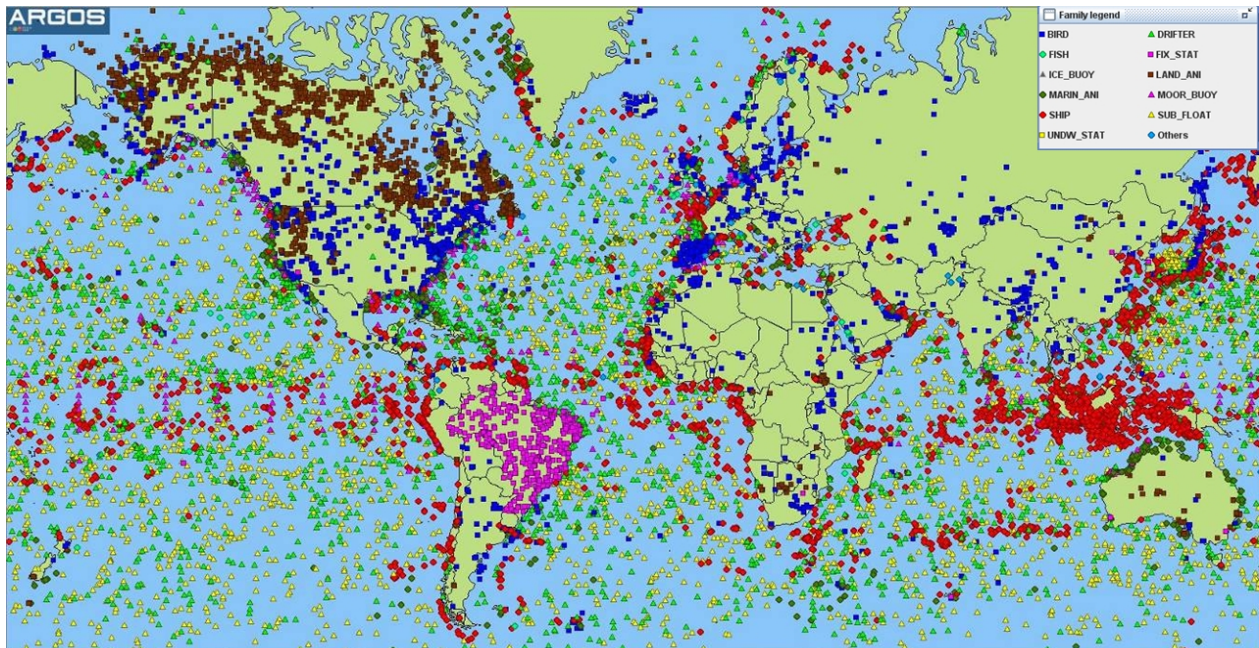 ARGOS
Family legend
BIRD
DRIFTER
FISH
FIX_STAT
ICE_BUOY
LAND_ANI
MARIN_ANI
MOOR_BUOY
SHIP
SUB_FLOAT
UNDW_STAT
Others